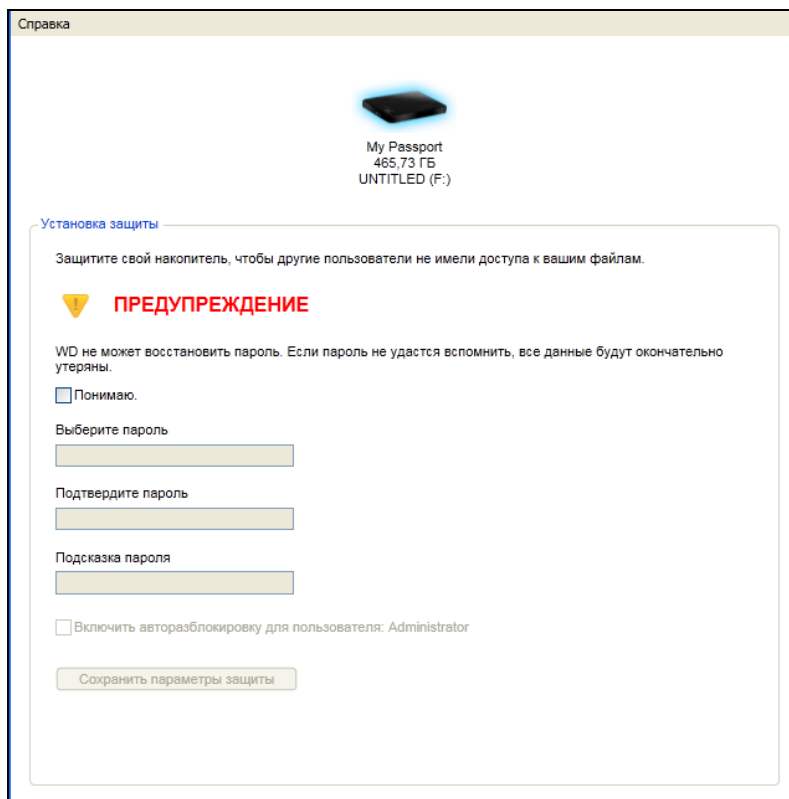 Справка
My Passport
465,73 ГБ
UNTITLED (F:)
Установка защиты
Защитите свой накопитель, чтобы другие пользователи не имели доступа к вашим файлам.
ПРЕДУПРЕЖДЕНИЕ
WD не может восстановить пароль. Если пароль не удастся вспомнить, все данные будут окончательно
утеряны.
Понимаю.
Выберите пароль
Подтвердите пароль
Подсказка пароля
Включить авторазблокировку для пользователя: Administrator
Сохранить параметры защиты